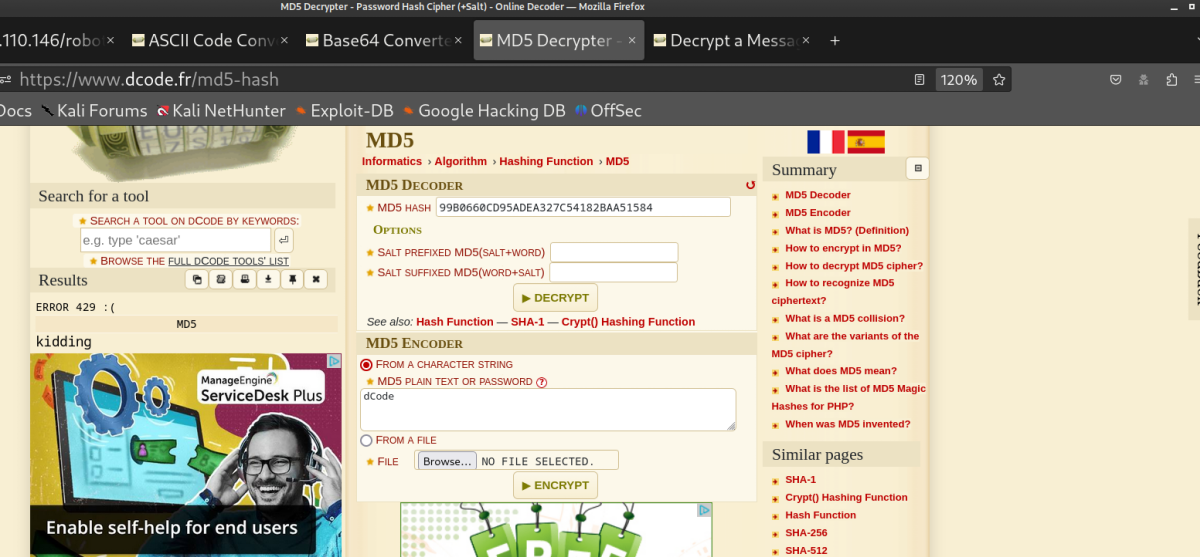 MD5 Decrypter - Password Hash Cipher (+Salt) - Online Decoder — Mozilla Firefox
.110.146/robo × ASCII Code Conv × Base64 Converte × MD5 Decrypter - × Decrypt a Messa × +
https://www.dcode.fr/md5-hash 120%
Docs Kali Forums Kali NetHunter Exploit-DB Google Hacking DB OffSec
Search for a tool
SEARCH A TOOL ON DCODE BY KEYWORDS:
e.g. type 'caesar'
BROWSE THE FULL DCODE TOOLS' LIST
Results
ERROR 429 :(
MD5
kidding
ManageEngine
ServiceDesk Plus
Enable self-help for end users
MD5
Informatics › Algorithm › Hashing Function › MD5
MD5 DECODER
MD5 HASH 99B0660CD95ADEA327C54182BAA51584
OPTIONS
SALT PREFIXED MD5(SALT+WORD)
SALT SUFFIXED MD5(WORD+SALT)
▶ DECRYPT
See also: Hash Function — SHA-1 — Crypt() Hashing Function
MD5 ENCODER
FROM A CHARACTER STRING
MD5 PLAIN TEXT OR PASSWORD ?
dCode
FROM A FILE
FILE Browse... NO FILE SELECTED.
▶ ENCRYPT
FREE
Summary
MD5 Decoder
MD5 Encoder
What is MD5? (Definition)
How to encrypt in MD5?
How to decrypt MD5 cipher?
How to recognize MD5
ciphertext?
What is a MD5 collision?
What are the variants of the
MD5 cipher?
What does MD5 mean?
What is the list of MD5 Magic
Hashes for PHP?
When was MD5 invented?
Similar pages
SHA-1
Crypt() Hashing Function
Hash Function
SHA-256
SHA-512